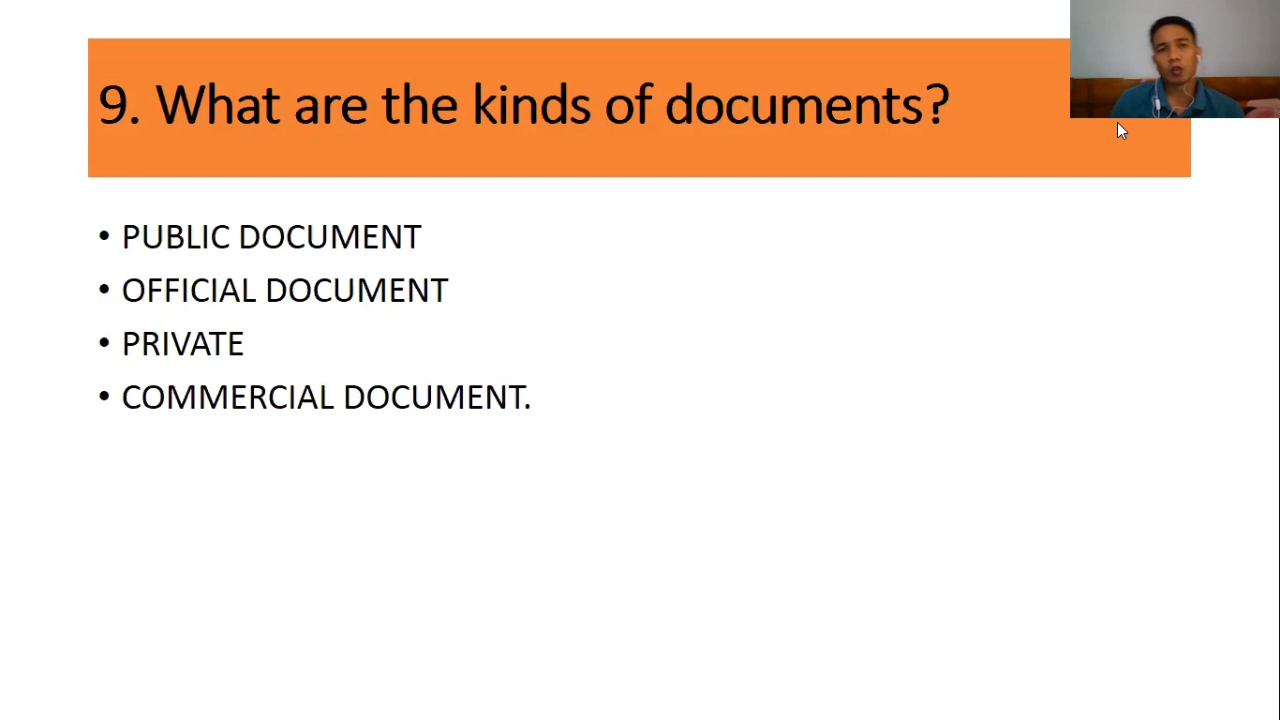 9. What are the kinds of documents?
• PUBLIC DOCUMENT
• OFFICIAL DOCUMENT
• PRIVATE
• COMMERCIAL DOCUMENT.